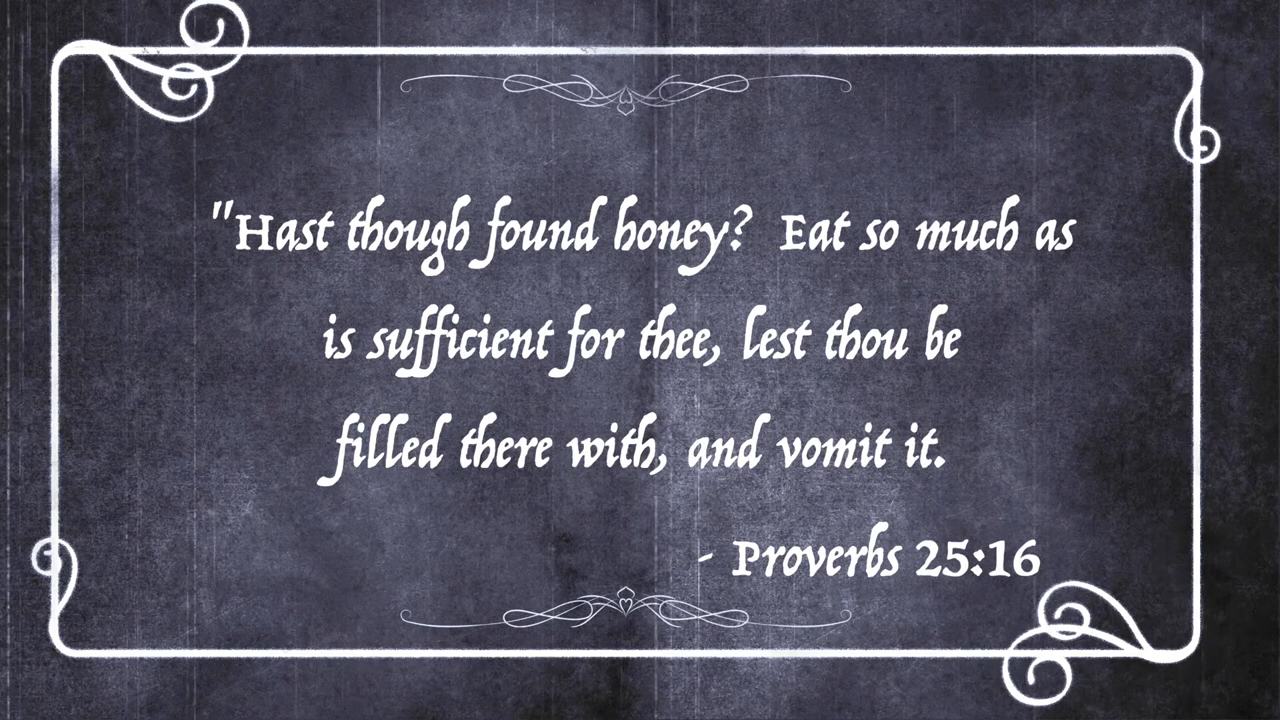 "Hast though found honey?  Eat so much as
is sufficient for thee, lest thou be
filled there with, and vomit it.
- Proverbs 25:16